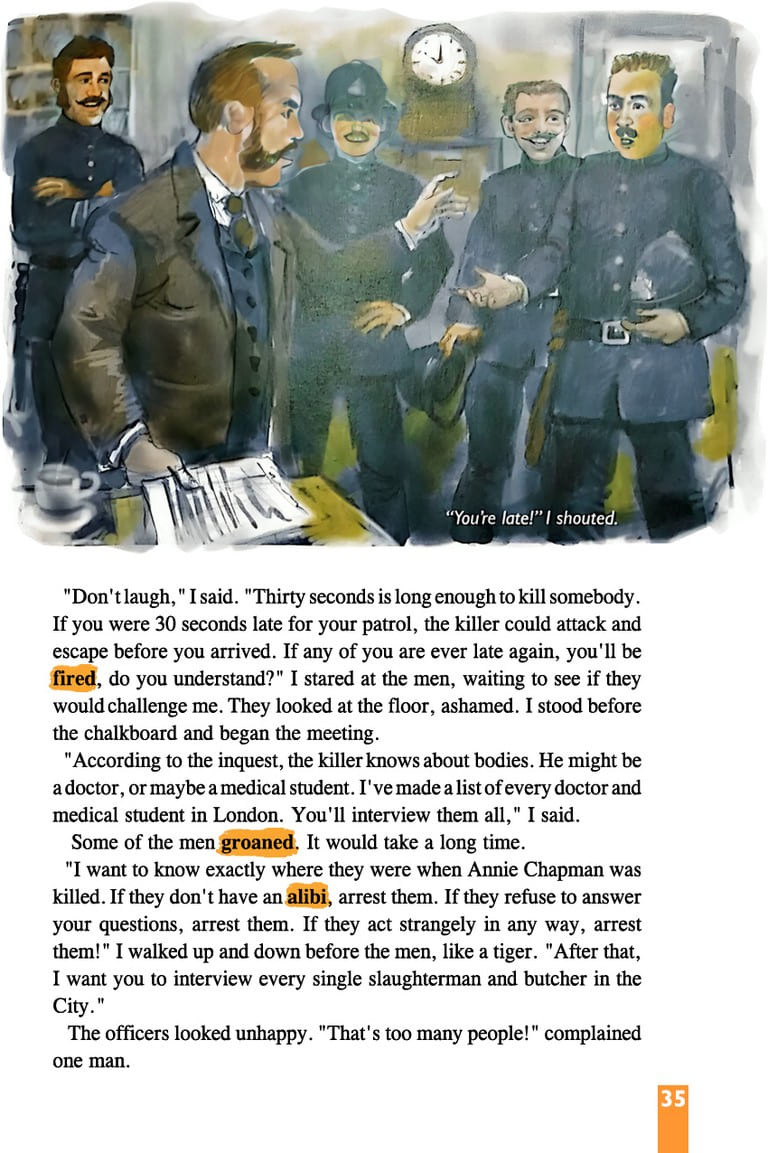 “You’re late!” I shouted.
"Don't laugh," I said. "Thirty seconds is long enough to kill somebody.
If you were 30 seconds late for your patrol, the killer could attack and
escape before you arrived. If any of you are ever late again, you'll be
fired, do you understand?" I stared at the men, waiting to see if they
would challenge me. They looked at the floor, ashamed. I stood before
the chalkboard and began the meeting.
"According to the inquest, the killer knows about bodies. He might be
a doctor, or maybe a medical student. I've made a list of every doctor and
medical student in London. You'll interview them all," I said.
Some of the men groaned. It would take a long time.
"I want to know exactly where they were when Annie Chapman was
killed. If they don't have an alibi, arrest them. If they refuse to answer
your questions, arrest them. If they act strangely in any way, arrest
them!" I walked up and down before the men, like a tiger. "After that,
I want you to interview every single slaughterman and butcher in the
City."
The officers looked unhappy. "That's too many people!" complained
one man.
35